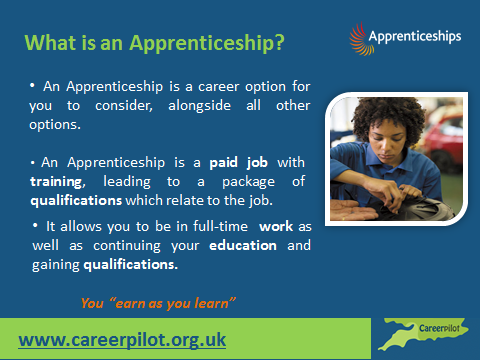 What is an Apprenticeship?
Apprenticeships
• An Apprenticeship is a career option for
you to consider, alongside all other
options.
• An Apprenticeship is a paid job with
training, leading to a package of
qualifications which relate to the job.
• It allows you to be in full-time work as
well as continuing your education and
gaining qualifications.
You “earn as you learn”
www.careerpilot.org.uk
Careerpilot